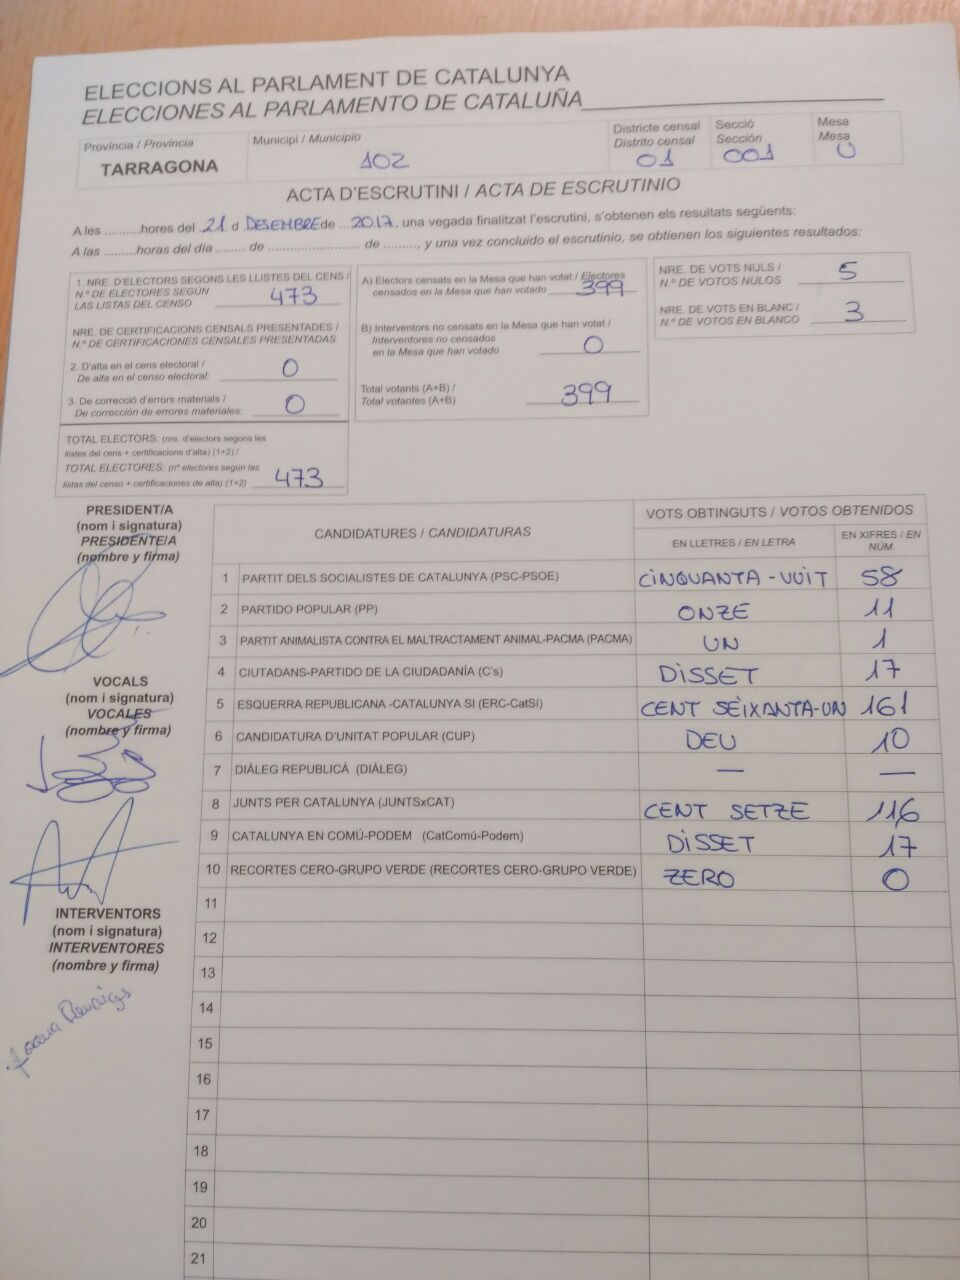 ELECCIONS AL PARLAMENT DE CATALUNYA
ELECCIONES AL PARLAMENTO DE CATALUÑA
Província / Provincia
TARRAGONA
Municipi / Municipio
102
Districte censal
Distrito censal
01
Secció
Sección
001
Mesa
Mesa
U
ACTA D'ESCRUTINI / ACTA DE ESCRUTINIO
A les .........hores del 21 d DESEMBRE de ... 2017, una vegada finalitzat l'escrutini, s'obtenen els resultats següents:
A las .........horas del día ........ de ........................ de ........., y una vez concluido el escrutinio, se obtienen los siguientes resultados:
1. NRE. D'ELECTORS SEGONS LES LLISTES DEL CENS /
N.º DE ELECTORES SEGÚN
LAS LISTAS DEL CENSO
473
NRE. DE CERTIFICACIONS CENSALS PRESENTADES /
N.º DE CERTIFICACIONES CENSALES PRESENTADAS
2. D'alta en el cens electoral /
De alta en el censo electoral:
0
3. De correcció d'errors materials /
De corrección de errores materiales:
0
TOTAL ELECTORS: (nre. d'electors segons les
llistes del cens + certificacions d'alta) (1+2) /
TOTAL ELECTORES: (nº electores según las
listas del censo + certificaciones de alta) (1+2)
473
A) Electors censats en la Mesa que han votat / Electores
censados en la Mesa que han votado
399
B) Interventors no censats en la Mesa que han votat /
Interventores no censados
en la Mesa que han votado
0
Total votants (A+B) /
Total votantes (A+B)
399
NRE. DE VOTS NULS /
N.º DE VOTOS NULOS
5
NRE. DE VOTS EN BLANC /
N.º DE VOTOS EN BLANCO
3
PRESIDENT/A
(nom i signatura)
PRESIDENTE/A
(nombre y firma)
VOCALS
(nom i signatura)
VOCALES
(nombre y firma)
INTERVENTORS
(nom i signatura)
INTERVENTORES
(nombre y firma)
CANDIDATURES / CANDIDATURAS
VOTS OBTINGUTS / VOTOS OBTENIDOS
EN LLETRES / EN LETRA
EN XIFRES / EN NÚM.
1 PARTIT DELS SOCIALISTES DE CATALUNYA (PSC-PSOE) CINQUANTA-VUIT 58
2 PARTIDO POPULAR (PP) ONZE 11
3 PARTIT ANIMALISTA CONTRA EL MALTRACTAMENT ANIMAL-PACMA (PACMA) UN 1
4 CIUTADANS-PARTIDO DE LA CIUDADANÍA (C's) DISSET 17
5 ESQUERRA REPUBLICANA -CATALUNYA SI (ERC-CatSI) CENT SEIXANTA-UN 161
6 CANDIDATURA D'UNITAT POPULAR (CUP) DEU 10
7 DIÀLEG REPUBLICÀ (DIÀLEG) — —
8 JUNTS PER CATALUNYA (JUNTSxCAT) CENT SETZE 116
9 CATALUNYA EN COMÚ-PODEM (CatComú-Podem) DISSET 17
10 RECORTES CERO-GRUPO VERDE (RECORTES CERO-GRUPO VERDE) ZERO 0
11
12
13
14
15
16
17
18
19
20
21